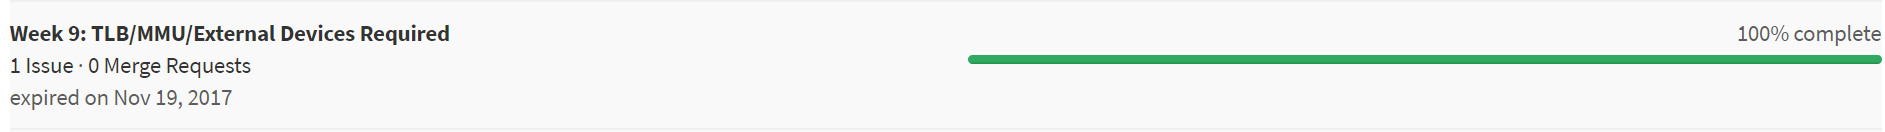 Week 9: TLB/MMU/External Devices Required
100% complete
1 Issue · 0 Merge Requests
expired on Nov 19, 2017